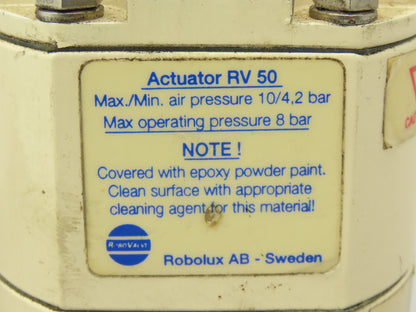 Actuator RV 50
Max./Min. air pressure 10/4,2 bar
Max operating pressure 8 bar
NOTE !
Covered with epoxy powder paint.
Clean surface with appropriate
cleaning agent for this material!
Robolux AB - Sweden